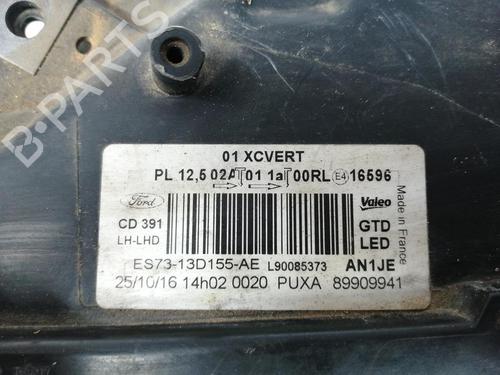 B-PARTS
01 XCVERT
PL 12,5 02A 01 1a 00RL E4 16596
Ford
CD 391
LH-LHD
Valeo
GTD
LED
Made in France
ES73-13D155-AE L90085373 AN1JE
25/10/16 14h02 0020 PUXA 89909941